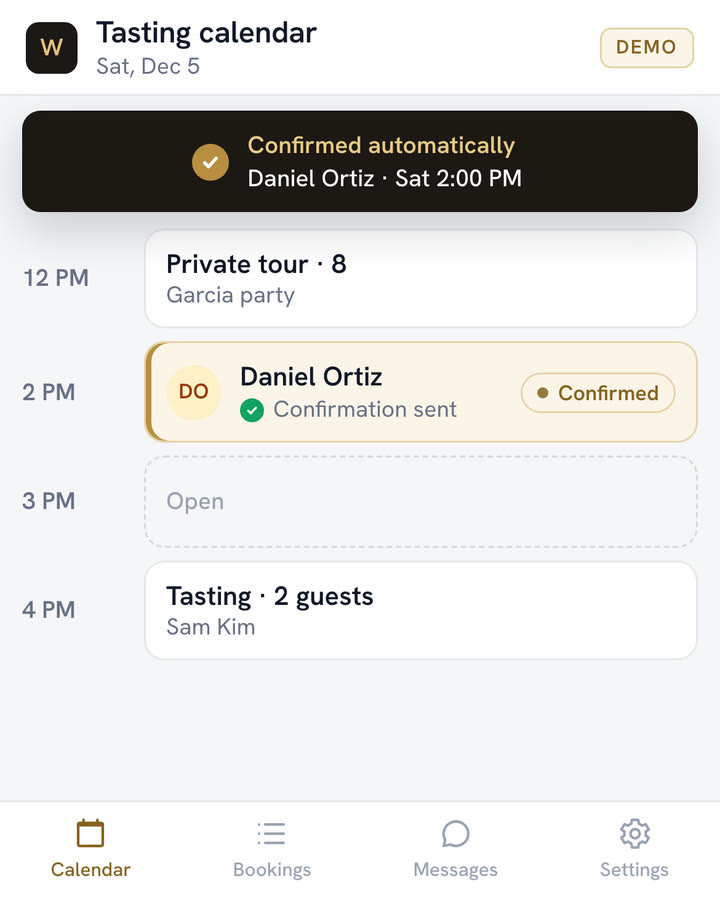 W
Tasting calendar
Sat, Dec 5
DEMO
Confirmed automatically
Daniel Ortiz · Sat 2:00 PM
12 PM
Private tour · 8
Garcia party
2 PM
DO
Daniel Ortiz
Confirmation sent
Confirmed
3 PM
Open
4 PM
Tasting · 2 guests
Sam Kim
Calendar
Bookings
Messages
Settings